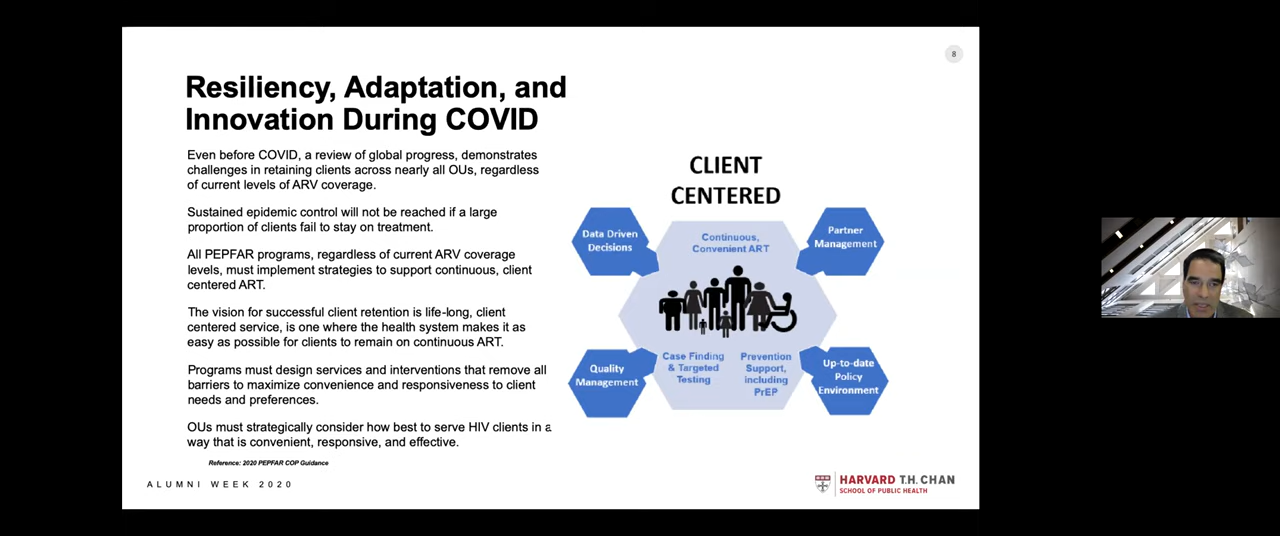 8
Resiliency, Adaptation, and
Innovation During COVID
Even before COVID, a review of global progress, demonstrates
challenges in retaining clients across nearly all OUs, regardless
of current levels of ARV coverage.
Sustained epidemic control will not be reached if a large
proportion of clients fail to stay on treatment.
All PEPFAR programs, regardless of current ARV coverage
levels, must implement strategies to support continuous, client
centered ART.
The vision for successful client retention is life-long, client
centered service, is one where the health system makes it as
easy as possible for clients to remain on continuous ART.
Programs must design services and interventions that remove all
barriers to maximize convenience and responsiveness to client
needs and preferences.
OUs must strategically consider how best to serve HIV clients in a
way that is convenient, responsive, and effective.
Reference: 2020 PEPFAR COP Guidance
CLIENT
CENTERED
Data Driven
Decisions
Continuous,
Convenient ART
Partner
Management
Quality
Management
Case Finding
& Targeted
Testing
Prevention
Support,
including
PrEP
Up-to-date
Policy
Environment
ALUMNI WEEK 2020
HARVARD T.H. CHAN
SCHOOL OF PUBLIC HEALTH